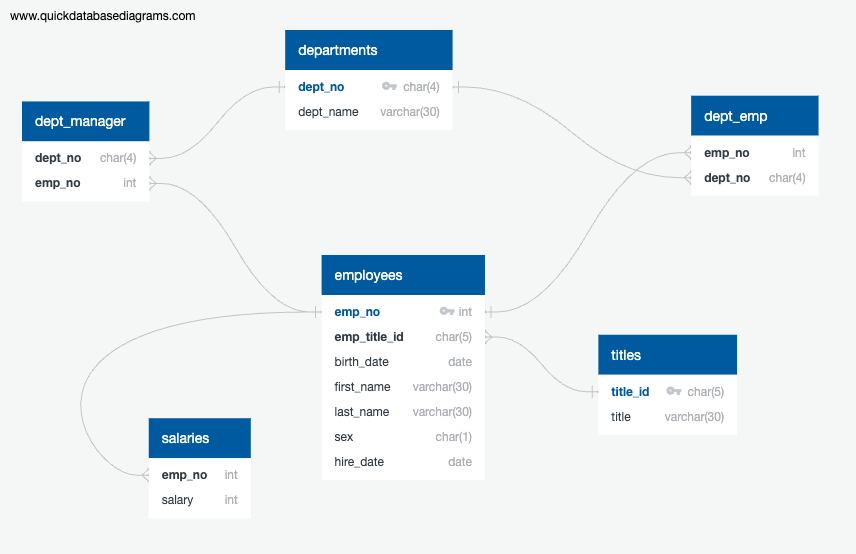 www.quickdatabasediagrams.com
departments
dept_no char(4)
dept_name varchar(30)
dept_manager
dept_no char(4)
emp_no int
dept_emp
emp_no int
dept_no char(4)
employees
emp_no int
emp_title_id char(5)
birth_date date
first_name varchar(30)
last_name varchar(30)
sex char(1)
hire_date date
titles
title_id char(5)
title varchar(30)
salaries
emp_no int
salary int